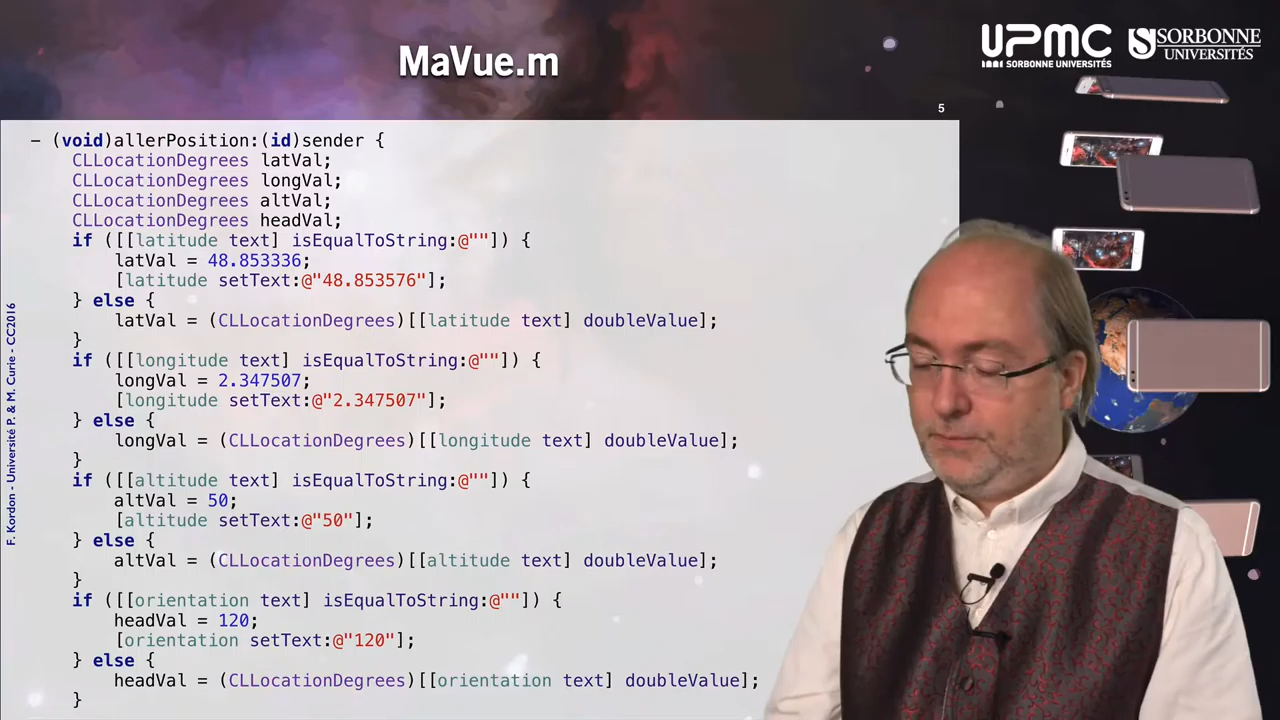 MaVue.m
UPMC
SORBONNE UNIVERSITÉS
SORBONNE
UNIVERSITÉS
5
- (void)allerPosition:(id)sender {
CLLocationDegrees latVal;
CLLocationDegrees longVal;
CLLocationDegrees altVal;
CLLocationDegrees headVal;
if ([[latitude text] isEqualToString:@""]) {
latVal = 48.853336;
[latitude setText:@"48.853576"];
} else {
latVal = (CLLocationDegrees)[[latitude text] doubleValue];
}
if ([[longitude text] isEqualToString:@""]) {
longVal = 2.347507;
[longitude setText:@"2.347507"];
} else {
longVal = (CLLocationDegrees)[[longitude text] doubleValue];
}
if ([[altitude text] isEqualToString:@""]) {
altVal = 50;
[altitude setText:@"50"];
} else {
altVal = (CLLocationDegrees)[[altitude text] doubleValue];
}
if ([[orientation text] isEqualToString:@""]) {
headVal = 120;
[orientation setText:@"120"];
} else {
headVal = (CLLocationDegrees)[[orientation text] doubleValue];
}
F. Kordon - Université P. & M. Curie - CC2016